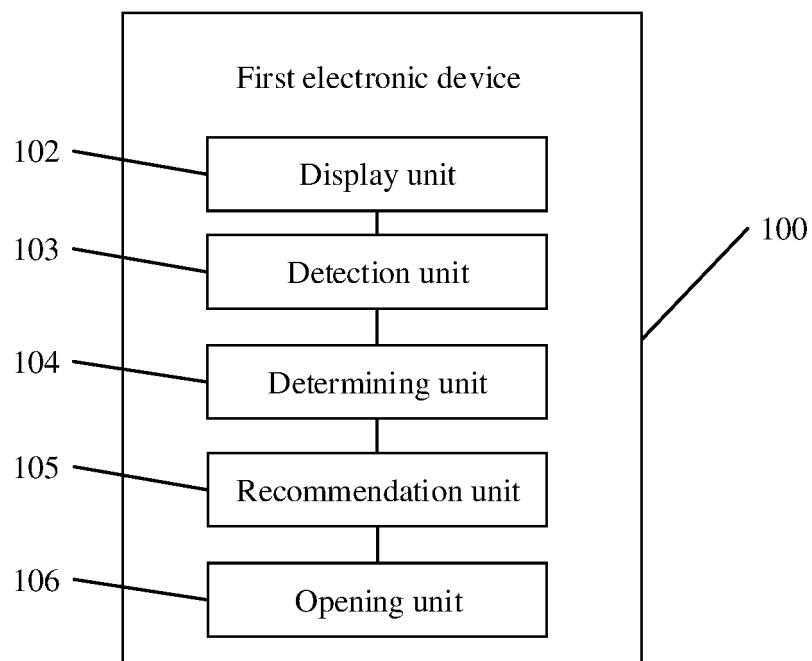 First electronic device
102
Display unit
103
Detection unit
100
104
Determining unit
105
Recommendation unit
106
Opening unit